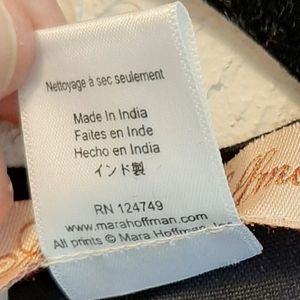 Nettoyage à sec seulement
Made In India
Faites en Inde
Hecho en India
インド製
RN 124749
www.marahoffman.com
All prints © Mara Hoffman